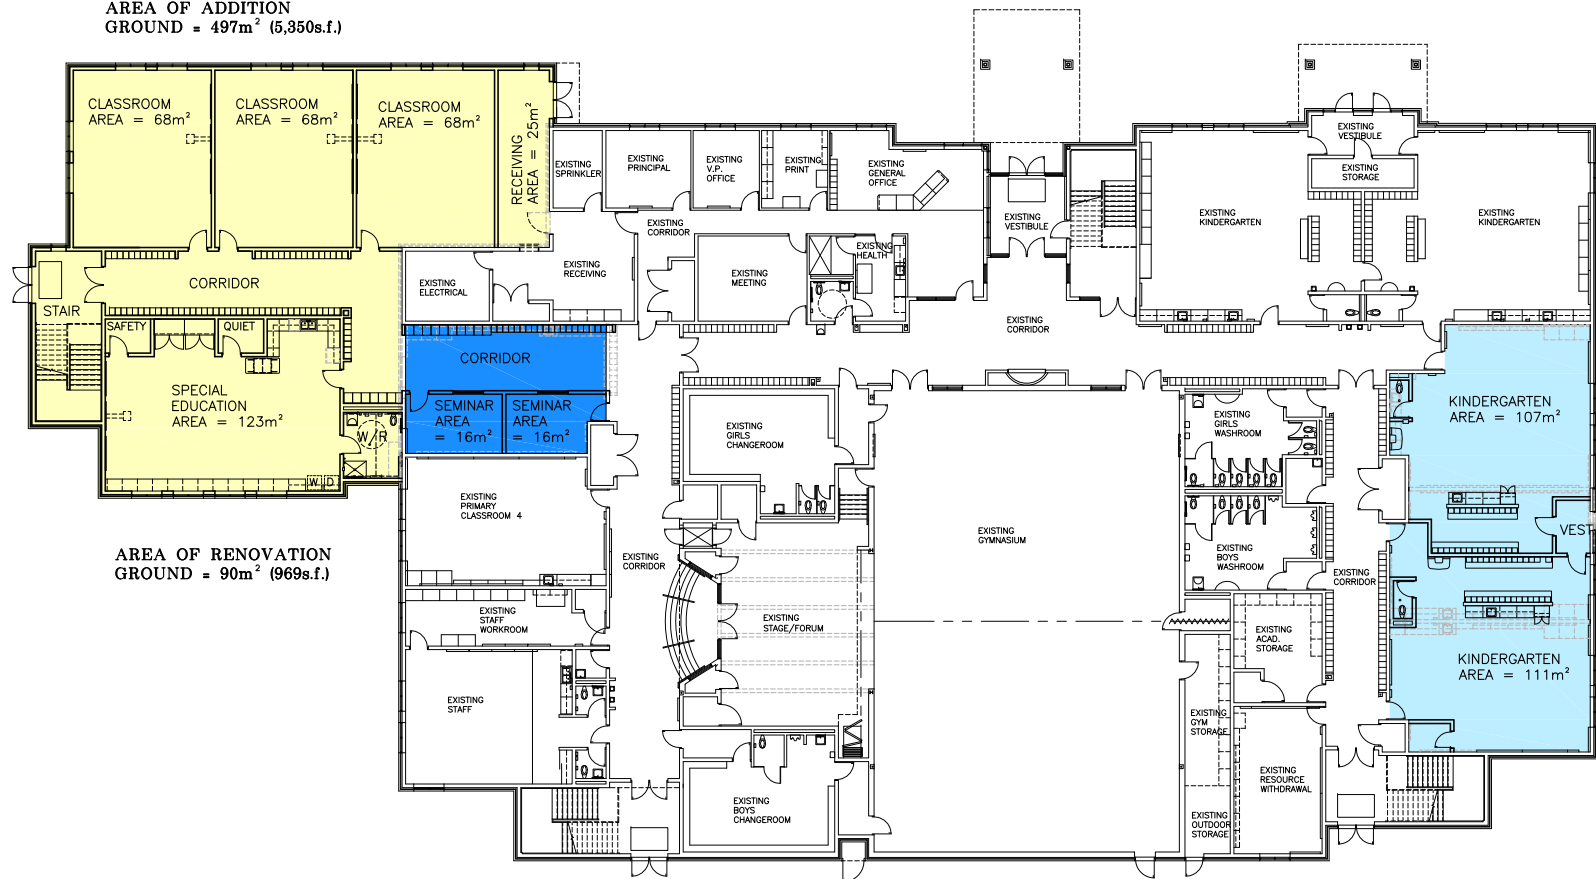 AREA OF ADDITION
GROUND = 497m² (5,350s.f.)
CLASSROOM
AREA = 68m²
CLASSROOM
AREA = 68m²
CLASSROOM
AREA = 68m²
RECEIVING
AREA = 25m²
EXISTING
SPRINKLER
EXISTING
PRINCIPAL
EXISTING
V.P.
OFFICE
EXISTING
PRINT
EXISTING
GENERAL
OFFICE
EXISTING
VESTIBULE
EXISTING
STORAGE
EXISTING
KINDERGARTEN
EXISTING
KINDERGARTEN
EXISTING
VESTIBULE
EXISTING
CORRIDOR
EXISTING
HEALTH
EXISTING
RECEIVING
EXISTING
MEETING
EXISTING
ELECTRICAL
CORRIDOR
STAIR
SAFETY
QUIET
EXISTING
CORRIDOR
CORRIDOR
SPECIAL
EDUCATION
AREA = 123m²
W/R
W D
SEMINAR
AREA
= 16m²
SEMINAR
AREA
= 16m²
EXISTING
GIRLS
CHANGEROOM
EXISTING
GIRLS
WASHROOM
KINDERGARTEN
AREA = 107m²
EXISTING
PRIMARY
CLASSROOM 4
EXISTING
GYMNASIUM
VEST
AREA OF RENOVATION
GROUND = 90m² (969s.f.)
EXISTING
CORRIDOR
EXISTING
BOYS
WASHROOM
EXISTING
CORRIDOR
EXISTING
STAFF
WORKROOM
EXISTING
STAGE/FORUM
EXISTING
ACAD.
STORAGE
KINDERGARTEN
AREA = 111m²
EXISTING
STAFF
EXISTING
GYM
STORAGE
EXISTING
RESOURCE
WITHDRAWAL
EXISTING
BOYS
CHANGEROOM
EXISTING
OUTDOOR
STORAGE